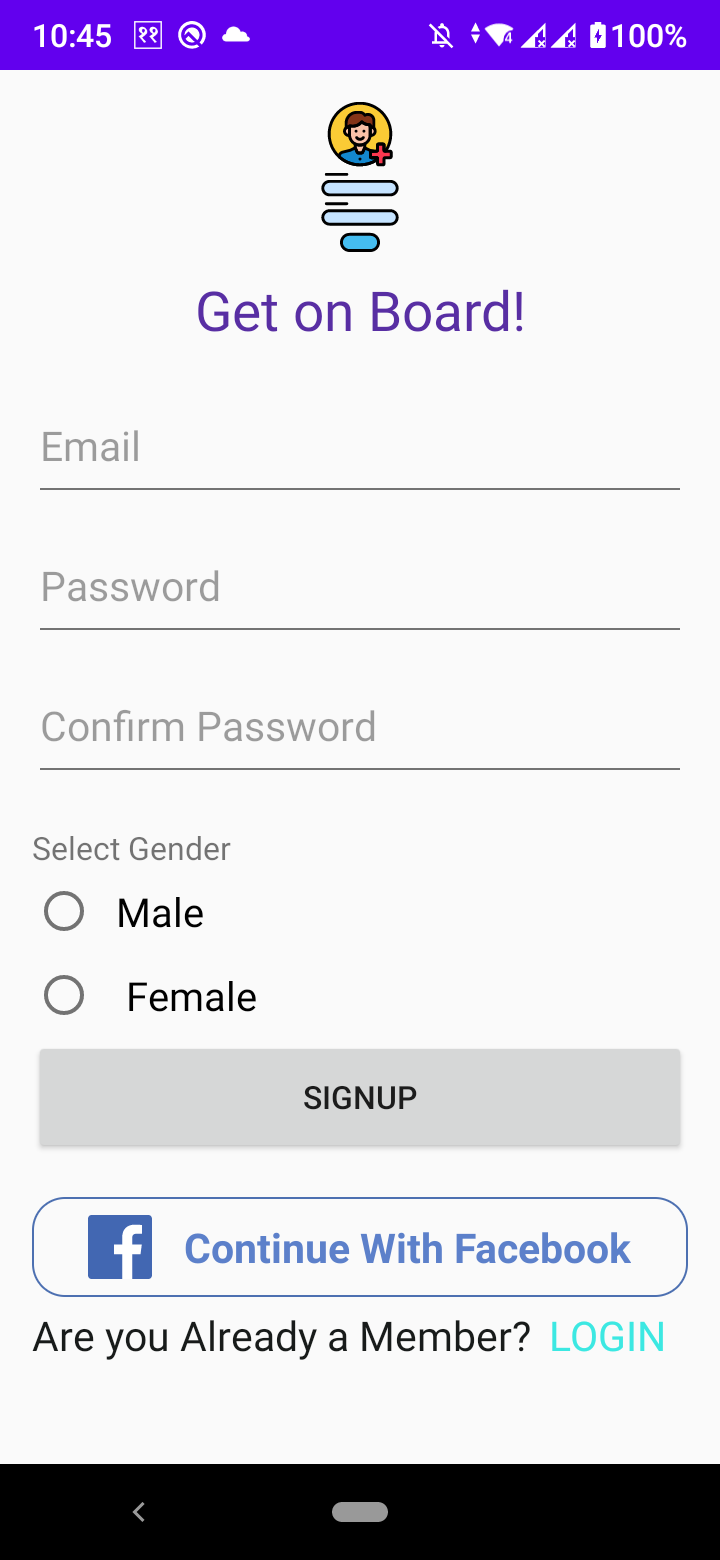 10:45 ११ 4 100%
Get on Board!
Email
Password
Confirm Password
Select Gender
Male
Female
SIGNUP
f Continue With Facebook
Are you Already a Member? LOGIN